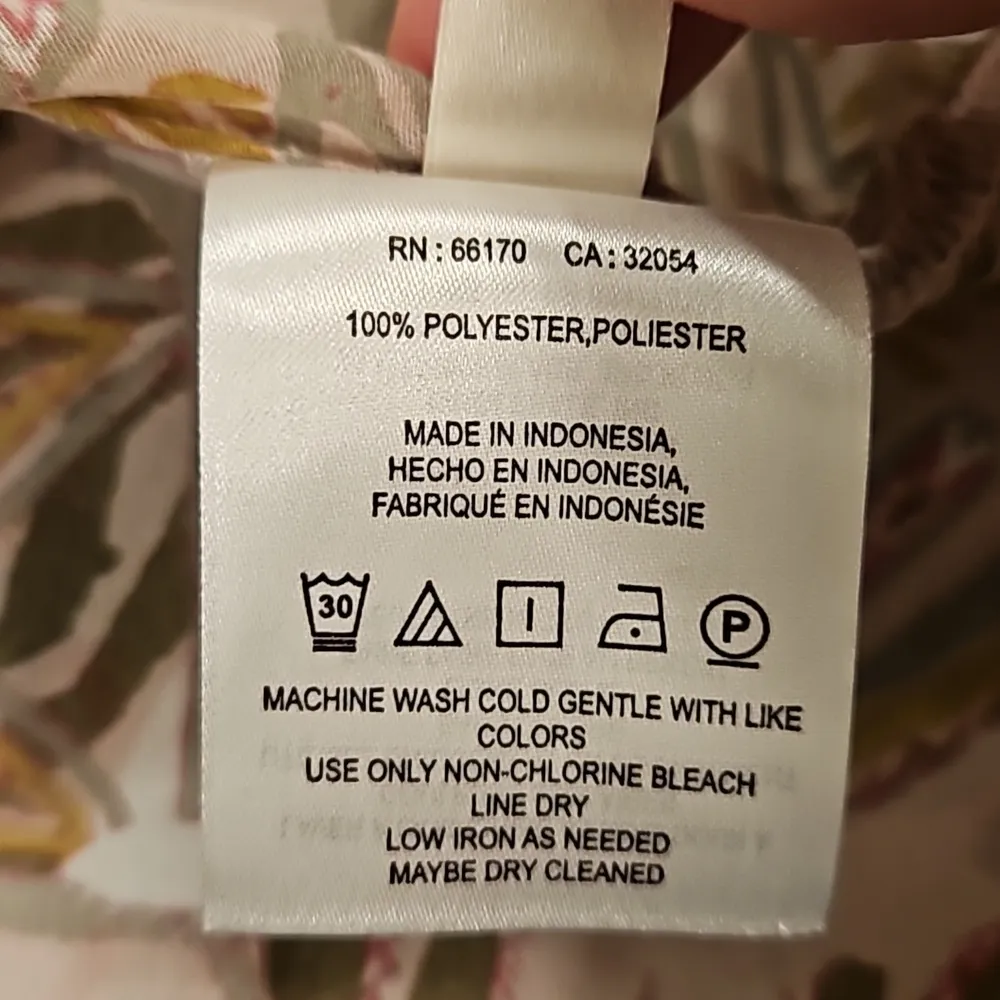 RN : 66170 CA : 32054
100% POLYESTER,POLIESTER
MADE IN INDONESIA,
HECHO EN INDONESIA,
FABRIQUÉ EN INDONÉSIE
30 P
MACHINE WASH COLD GENTLE WITH LIKE
COLORS
USE ONLY NON-CHLORINE BLEACH
LINE DRY
LOW IRON AS NEEDED
MAYBE DRY CLEANED